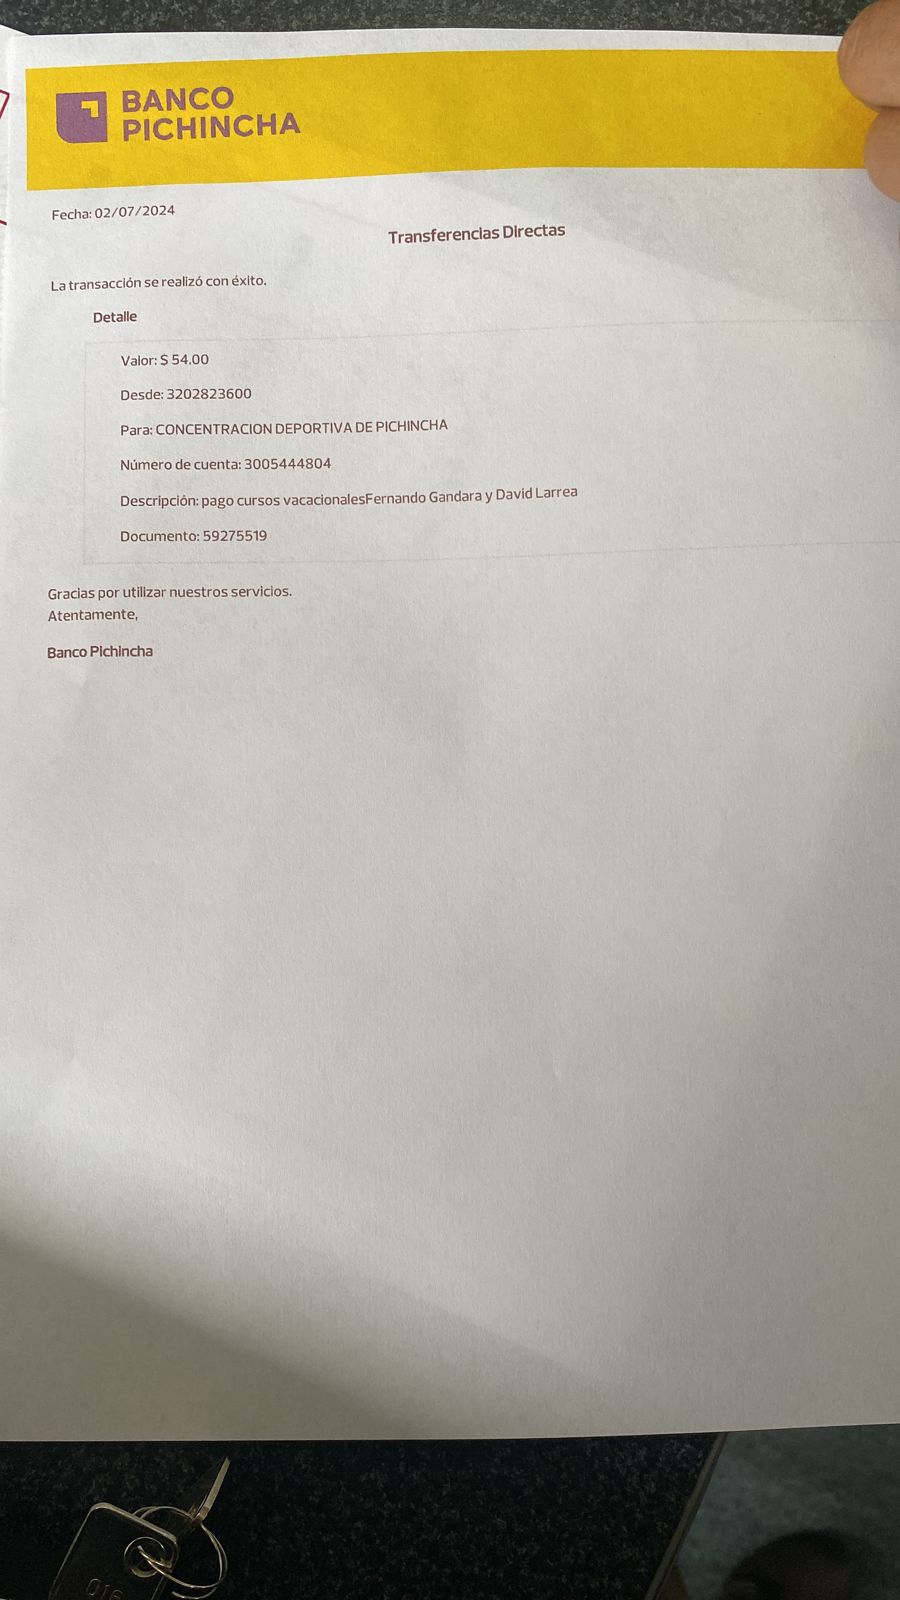 BANCO
PICHINCHA
Fecha: 02/07/2024
Transferencias Directas
La transacción se realizó con éxito.
Detalle
Valor: $ 54.00
Desde: 3202823600
Para: CONCENTRACION DEPORTIVA DE PICHINCHA
Número de cuenta: 3005444804
Descripción: pago cursos vacacionalesFernando Gandara y David Larrea
Documento: 59275519
Gracias por utilizar nuestros servicios.
Atentamente,
Banco Pichincha
016